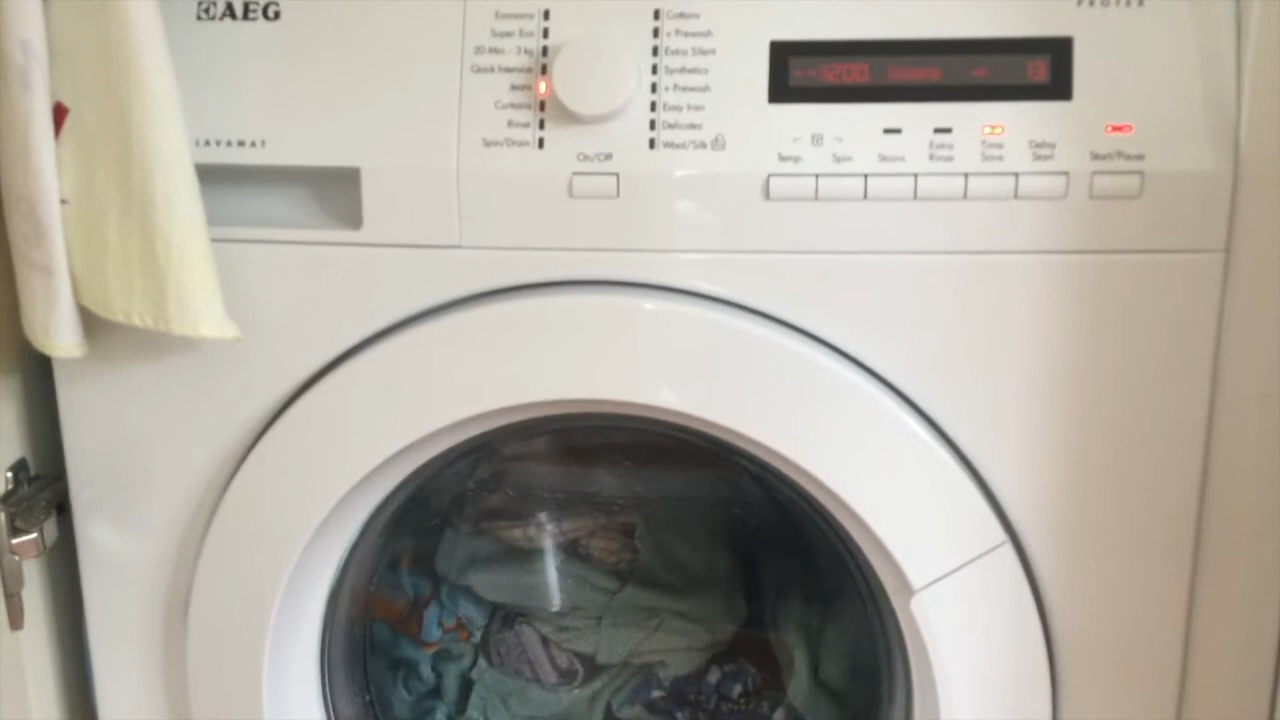 AEG
LAVAMAT
Economy
Super Eco
20 Min. - 3 kg
Quick Intensive
Jeans
Curtains
Rinse
Spin/Drain
On/Off
Cottons
+ Prewash
Extra Silent
Synthetics
+ Prewash
Easy Iron
Delicates
Wool/Silk
PROTEX
1200
13
Temp.
Spin
Stains
Extra Rinse
Time Save
Delay Start
Start/Pause